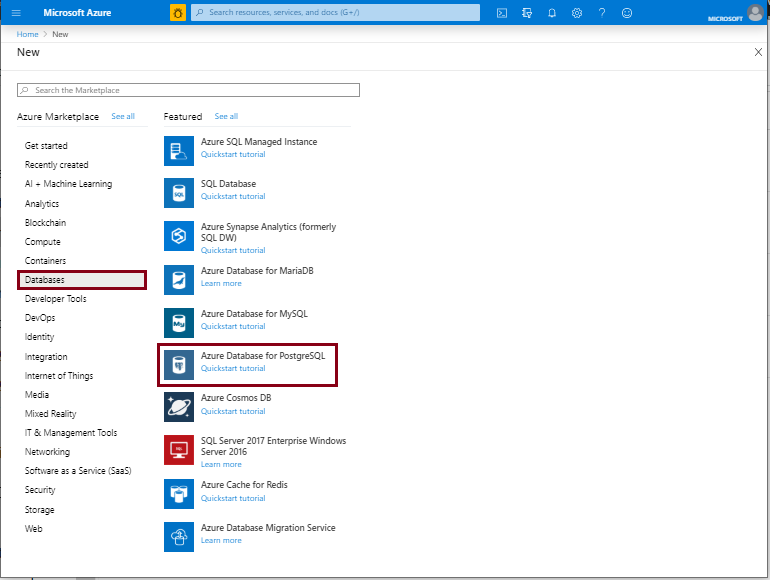 Microsoft Azure
Search resources, services, and docs (G+/)
MICROSOFT
Home > New
New
Search the Marketplace
Azure Marketplace See all
Get started
Recently created
AI + Machine Learning
Analytics
Blockchain
Compute
Containers
Databases
Developer Tools
DevOps
Identity
Integration
Internet of Things
Media
Mixed Reality
IT & Management Tools
Networking
Software as a Service (SaaS)
Security
Storage
Web
Featured See all
Azure SQL Managed Instance
Quickstart tutorial
SQL
SQL Database
Quickstart tutorial
Azure Synapse Analytics (formerly
SQL DW)
Quickstart tutorial
Azure Database for MariaDB
Learn more
My
Azure Database for MySQL
Quickstart tutorial
Azure Database for PostgreSQL
Quickstart tutorial
Azure Cosmos DB
Quickstart tutorial
SQL Server 2017 Enterprise Windows
Server 2016
Learn more
Azure Cache for Redis
Quickstart tutorial
Azure Database Migration Service
Learn more